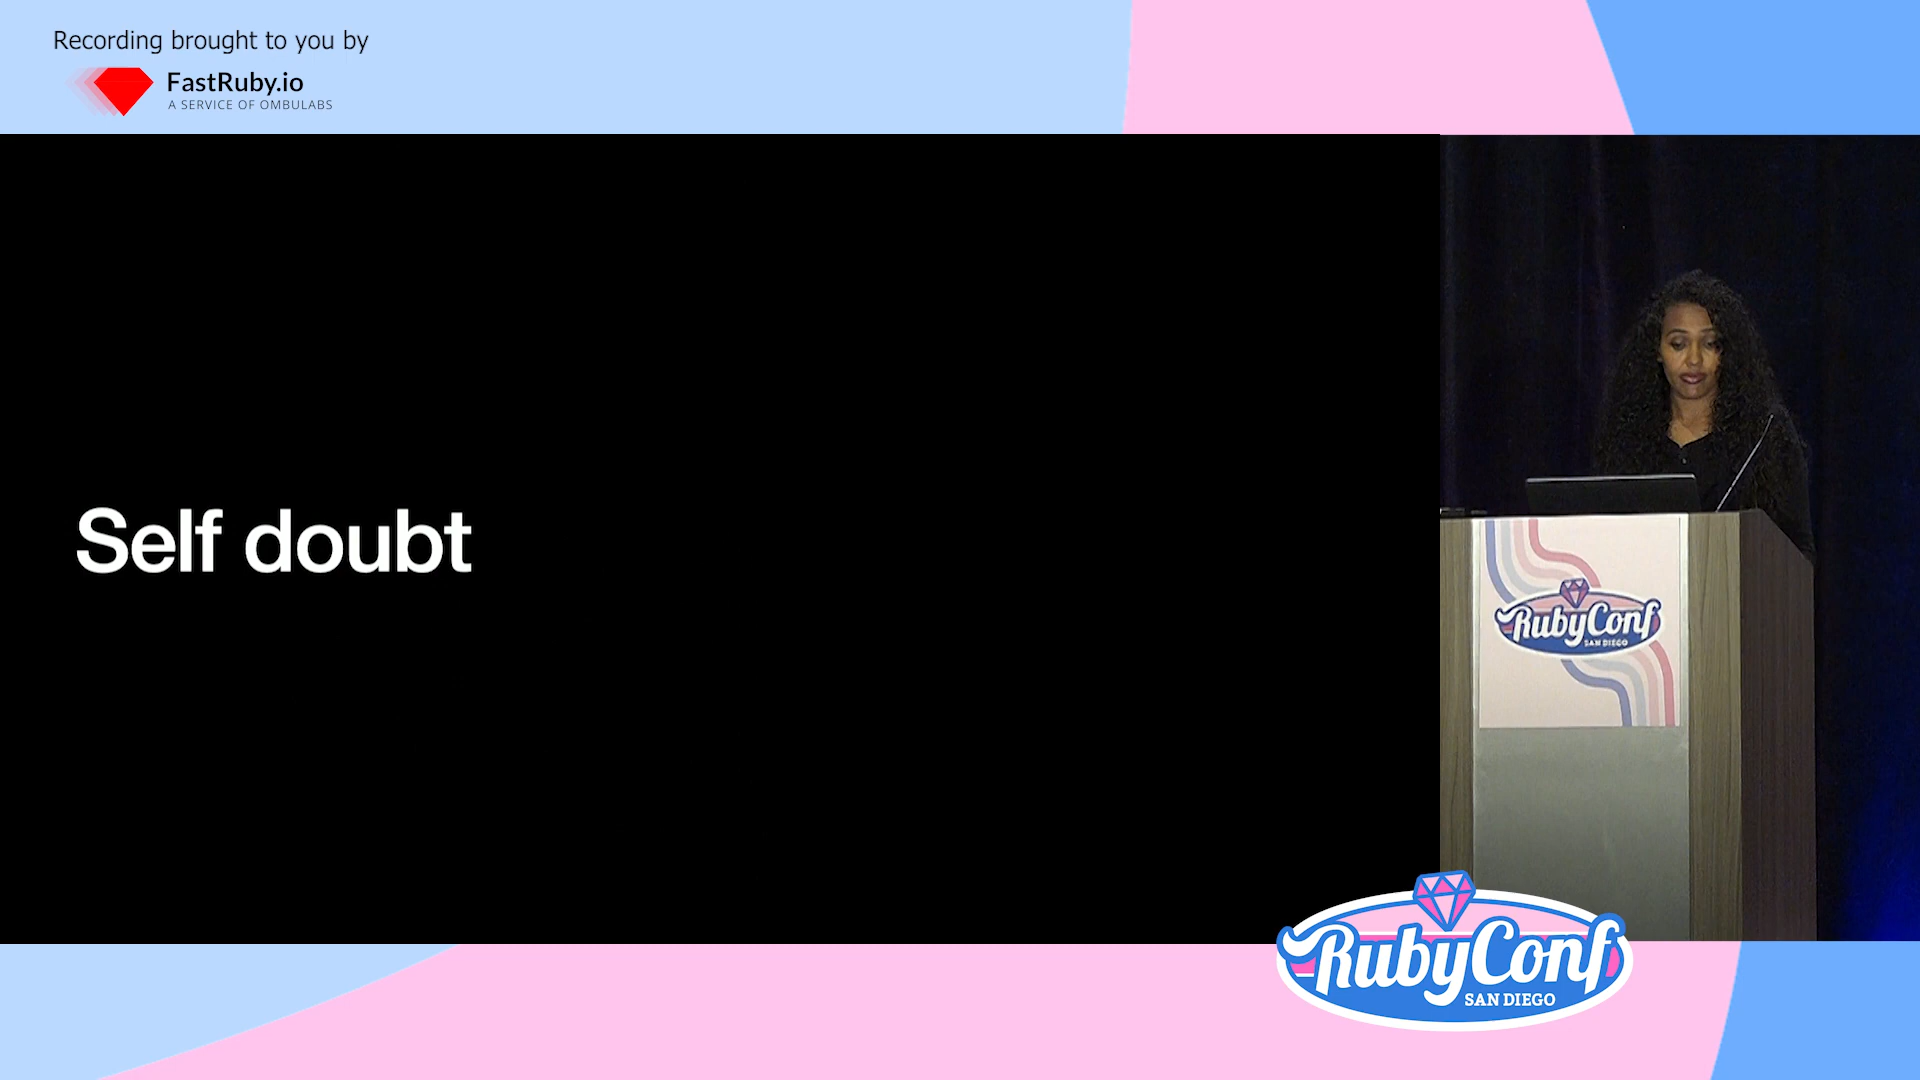 Recording brought to you by
FastRuby.io
A SERVICE OF OMBULABS
Self doubt
RubyConf
SAN DIEGO
RubyConf
SAN DIEGO